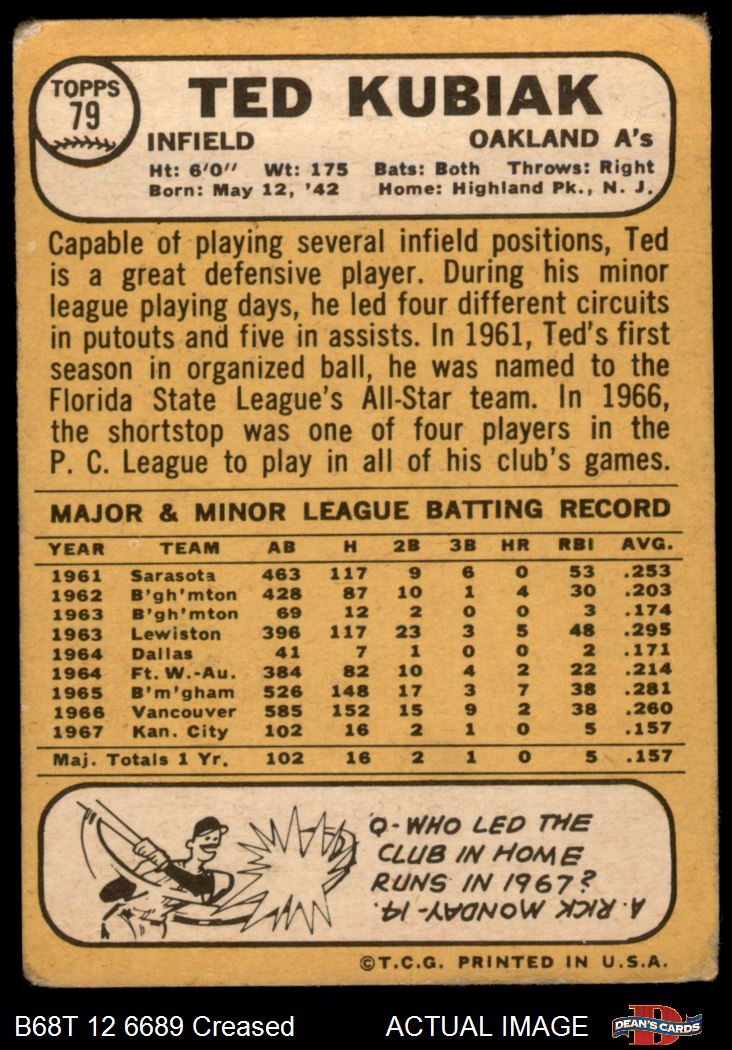 TOPPS
79
TED KUBIAK
INFIELD OAKLAND A's
Ht: 6'0" Wt: 175 Bats: Both Throws: Right
Born: May 12, '42 Home: Highland Pk., N. J.
Capable of playing several infield positions, Ted
is a great defensive player. During his minor
league playing days, he led four different circuits
in putouts and five in assists. In 1961, Ted's first
season in organized ball, he was named to the
Florida State League's All-Star team. In 1966,
the shortstop was one of four players in the
P. C. League to play in all of his club's games.
MAJOR & MINOR LEAGUE BATTING RECORD
YEAR TEAM AB H 2B 3B HR RBI AVG.
1961 Sarasota 463 117 9 6 0 53 .253
1962 B'gh'mton 428 87 10 1 4 30 .203
1963 B'gh'mton 69 12 2 0 0 3 .174
1963 Lewiston 396 117 23 3 5 48 .295
1964 Dallas 41 7 1 0 0 2 .171
1964 Ft. W.-Au. 384 82 10 4 2 22 .214
1965 B'm'gham 526 148 17 3 7 38 .281
1966 Vancouver 585 152 15 9 2 38 .260
1967 Kan. City 102 16 2 1 0 5 .157
Maj. Totals 1 Yr. 102 16 2 1 0 5 .157
Q-WHO LED THE
CLUB IN HOME
RUNS IN 1967?
A. RICK MONDAY-14.
©T.C.G. PRINTED IN U.S.A.
B68T 12 6689 Creased ACTUAL IMAGE
D
DEAN'S CARDS